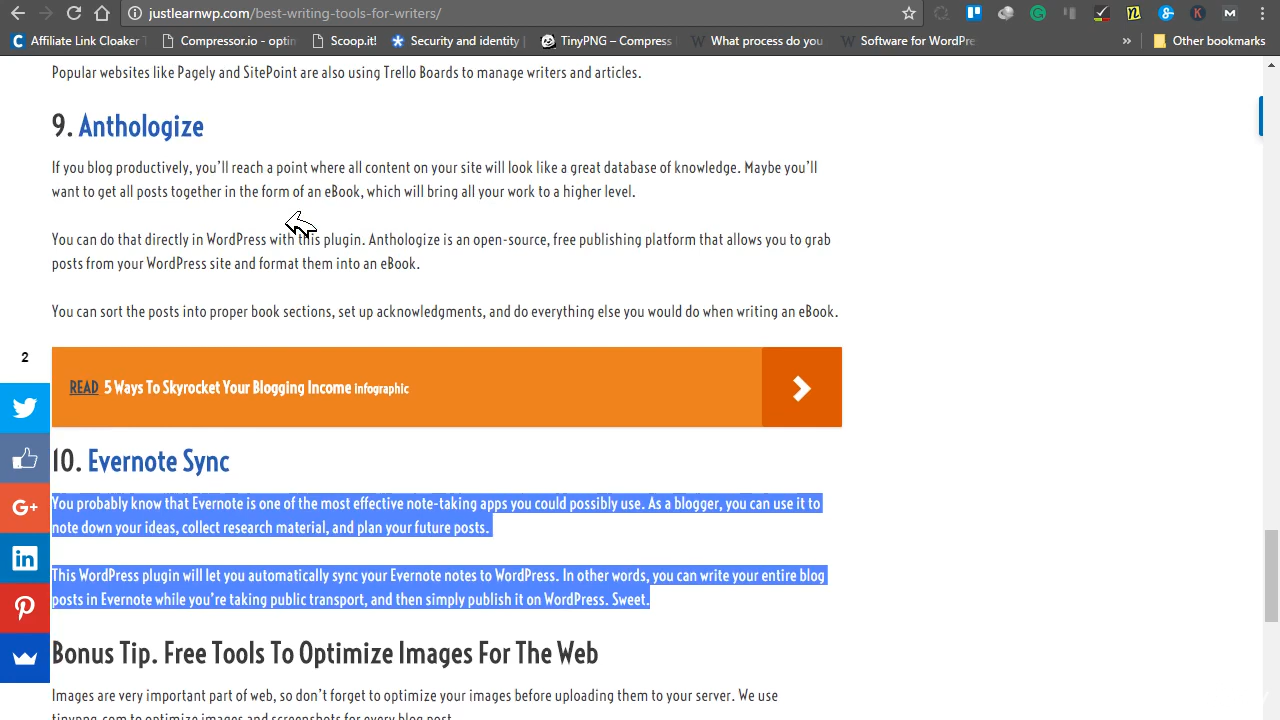 justlearnwp.com/best-writing-tools-for-writers/
Affiliate Link Cloaker
Compressor.io - optin
Scoop.it!
Security and identity
TinyPNG – Compress
What process do you
Software for WordPre
»
Other bookmarks
Popular websites like Pagely and SitePoint are also using Trello Boards to manage writers and articles.
9. Anthologize
If you blog productively, you'll reach a point where all content on your site will look like a great database of knowledge. Maybe you'll
want to get all posts together in the form of an eBook, which will bring all your work to a higher level.
You can do that directly in WordPress with this plugin. Anthologize is an open-source, free publishing platform that allows you to grab
posts from your WordPress site and format them into an eBook.
You can sort the posts into proper book sections, set up acknowledgments, and do everything else you would do when writing an eBook.
2
READ 5 Ways To Skyrocket Your Blogging Income infographic
10. Evernote Sync
You probably know that Evernote is one of the most effective note-taking apps you could possibly use. As a blogger, you can use it to
note down your ideas, collect research material, and plan your future posts.
This WordPress plugin will let you automatically sync your Evernote notes to WordPress. In other words, you can write your entire blog
posts in Evernote while you're taking public transport, and then simply publish it on WordPress. Sweet.
G+
in
Bonus Tip. Free Tools To Optimize Images For The Web
Images are very important part of web, so don't forget to optimize your images before uploading them to your server. We use
tinypng.com to optimize images and screenshots for every blog post.